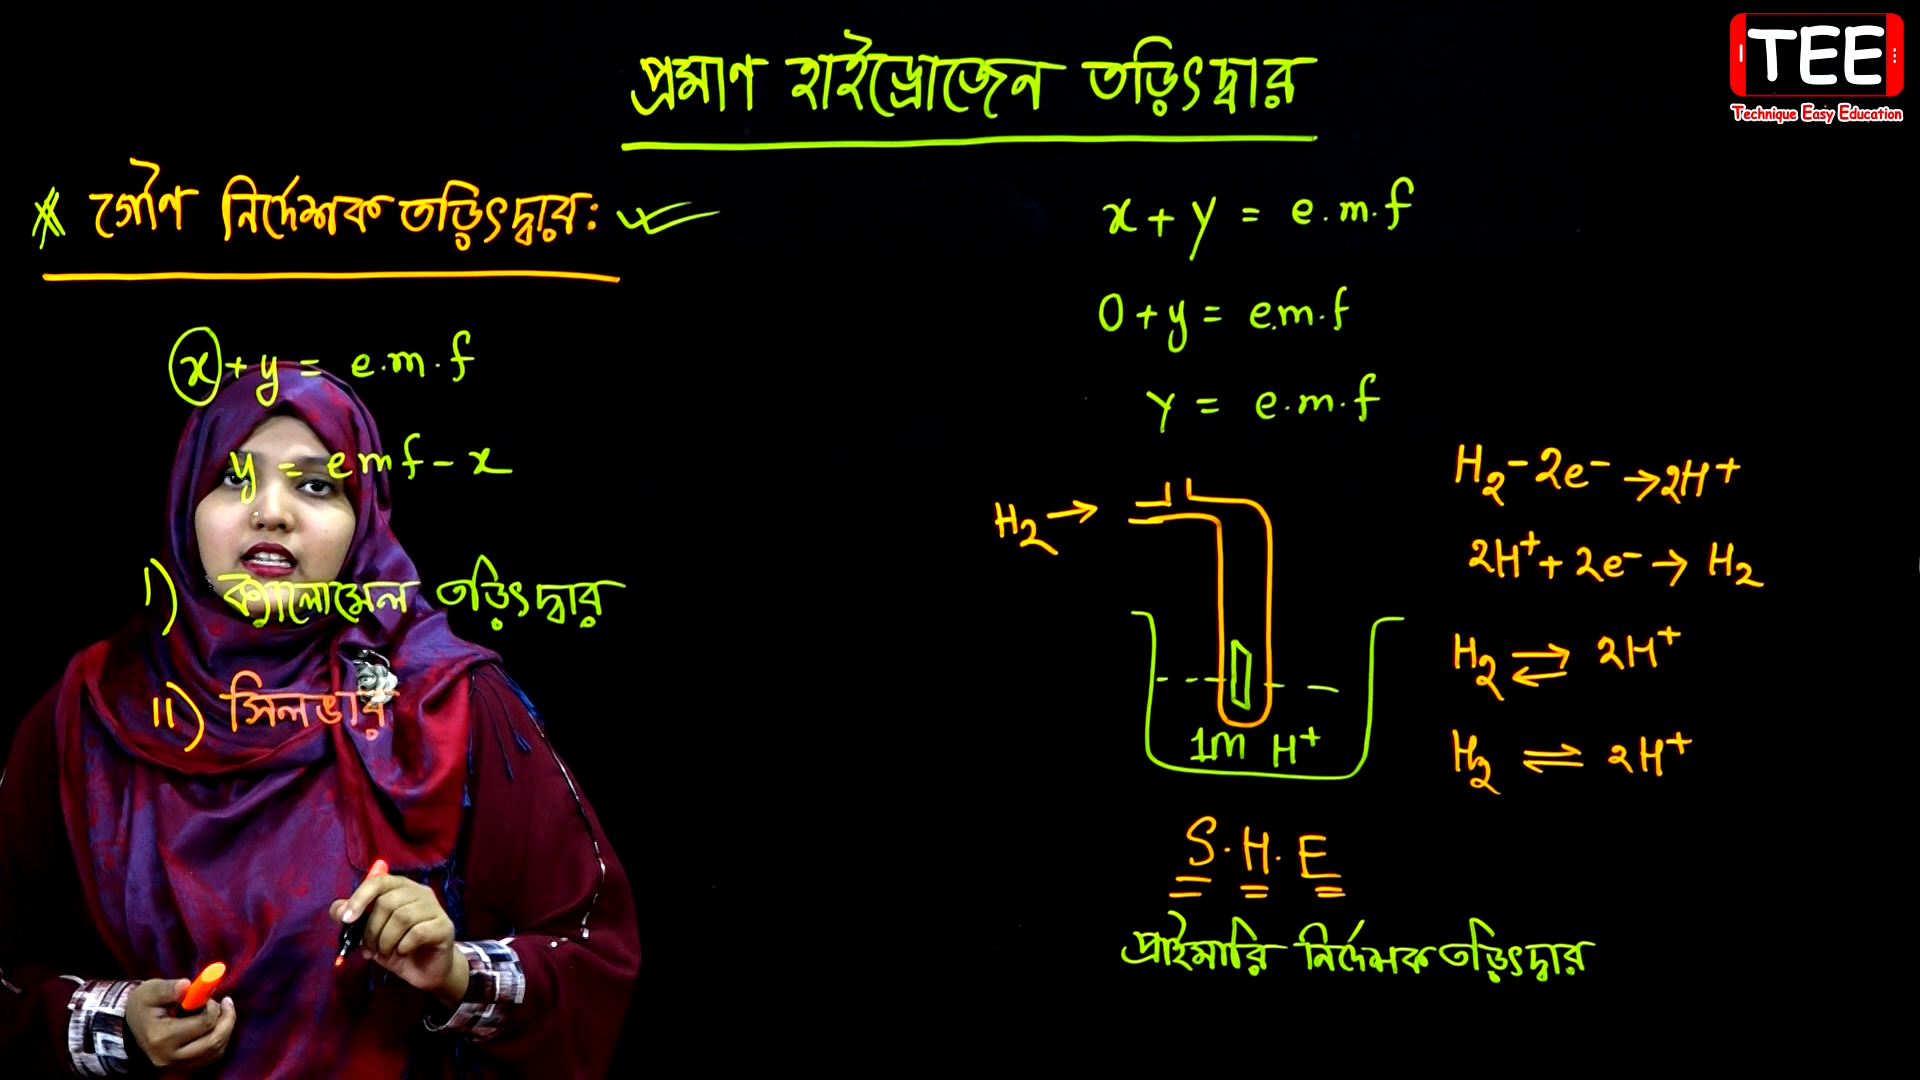 প্রমাণ হাইড্রোজেন তড়িৎদ্বার
TEE
Technique Easy Education
* গৌণ নির্দেশক তড়িৎদ্বার:
x + y = e.m.f
y = emf - x
I) ক্যালোমেল তড়িৎদ্বার
II) সিলভার
x + y = e.m.f
0 + y = e.m.f
y = e.m.f
H₂ →
1m H⁺
H₂ - 2e⁻ → 2H⁺
2H⁺ + 2e⁻ → H₂
H₂ ⇌ 2H⁺
H₂ ⇌ 2H⁺
S.H.E
প্রাইমারি নির্দেশক তড়িৎদ্বার